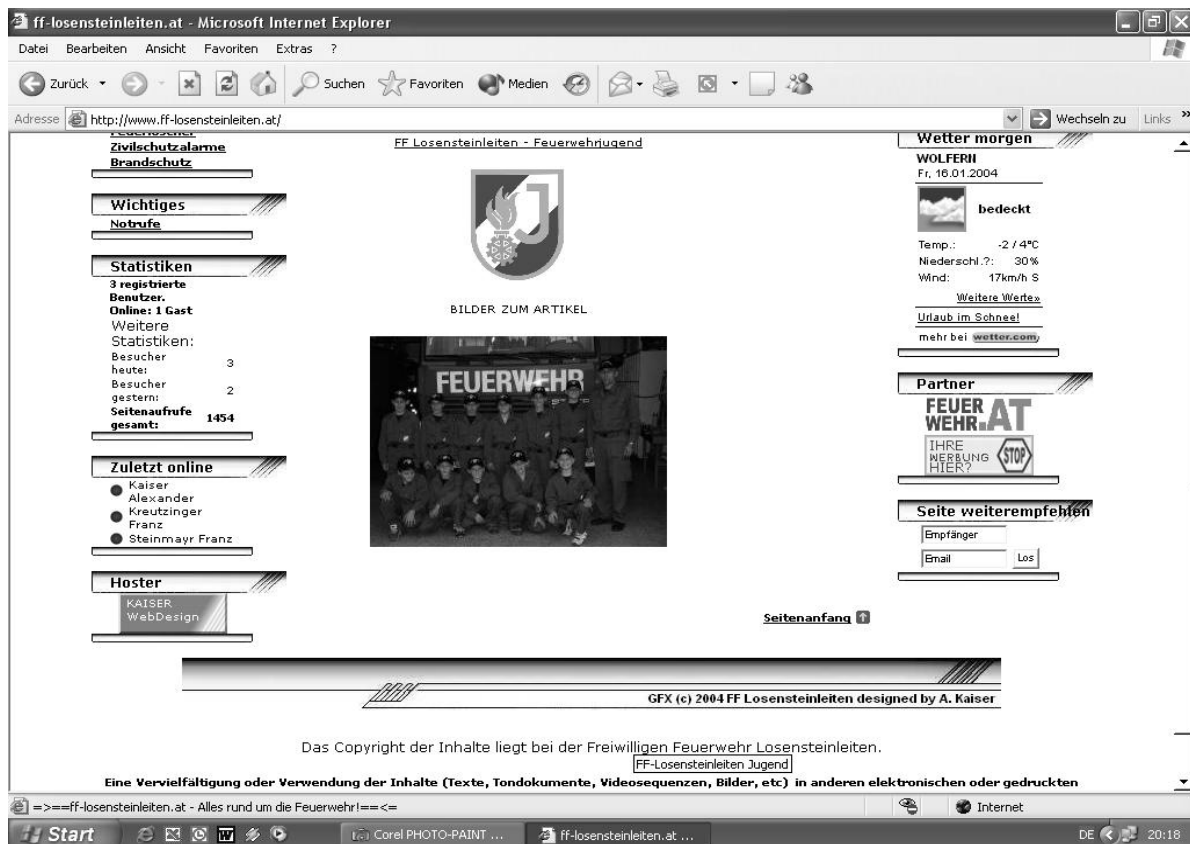 ff-losensteinleiten.at - Microsoft Internet Explorer
Datei Bearbeiten Ansicht Favoriten Extras ?
Zurück Suchen Favoriten Medien
Adresse http://www.ff-losensteinleiten.at/ Wechseln zu Links »
Feuerlöscher
Zivilschutzalarme
Brandschutz
Wichtiges
Notrufe
Statistiken
3 registrierte
Benutzer.
Online: 1 Gast
Weitere
Statistiken:
Besucher
heute: 3
Besucher
gestern: 2
Seitenaufrufe
gesamt: 1454
Zuletzt online
Kaiser
Alexander
Kreutzinger
Franz
Steinmayr Franz
Hoster
KAISER
WebDesign
FF Losensteinleiten - Feuerwehrjugend
J
BILDER ZUM ARTIKEL
FEUERWEHR
Seitenanfang
Wetter morgen
WOLFERN
Fr, 16.01.2004
bedeckt
Temp.: -2 / 4°C
Niederschl.?: 30%
Wind: 17km/h S
Weitere Werte»
Urlaub im Schnee!
mehr bei wetter.com
Partner
FEUER
WEHR.AT
IHRE
WERBUNG
HIER?
STOP
Seite weiterempfehlen
Empfänger
Email Los
GFX (c) 2004 FF Losensteinleiten designed by A. Kaiser
Das Copyright der Inhalte liegt bei der Freiwilligen Feuerwehr Losensteinleiten.
FF-Losensteinleiten Jugend
Eine Vervielfältigung oder Verwendung der Inhalte (Texte, Tondokumente, Videosequenzen, Bilder, etc) in anderen elektronischen oder gedruckten
=>==ff-losensteinleiten.at - Alles rund um die Feuerwehr!==<= Internet
Start Corel PHOTO-PAINT ... ff-losensteinleiten.at ... DE 20:18